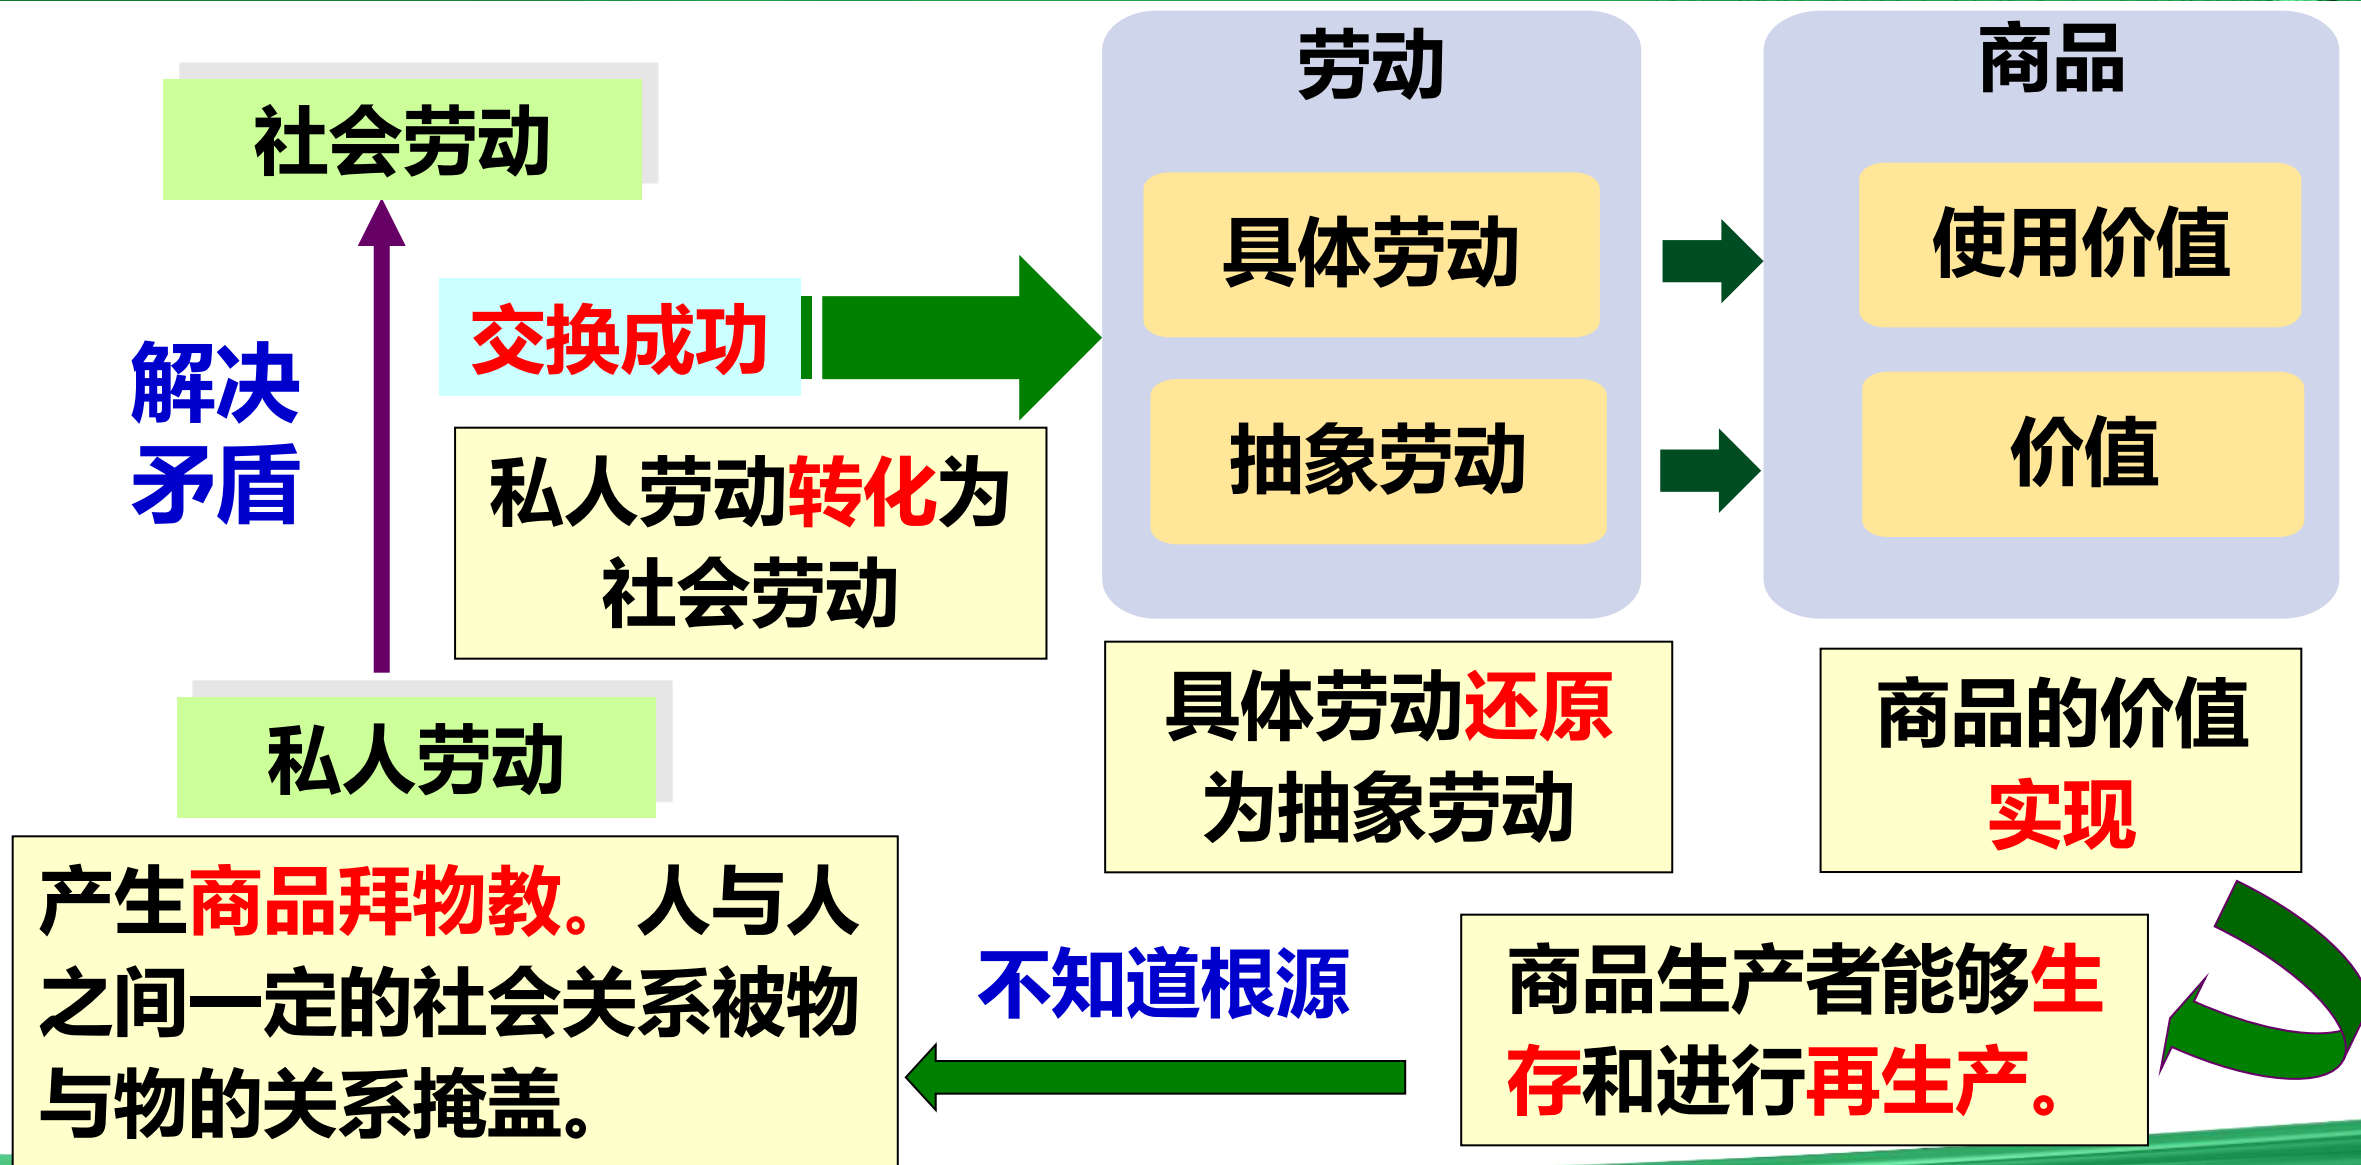 社会劳动
解决
矛盾
交换成功
私人劳动转化为
社会劳动
私人劳动
劳动
具体劳动
抽象劳动
具体劳动还原
为抽象劳动
商品
使用价值
价值
商品的价值
实现
商品生产者能够生
存和进行再生产。
不知道根源
产生商品拜物教。人与人
之间一定的社会关系被物
与物的关系掩盖。